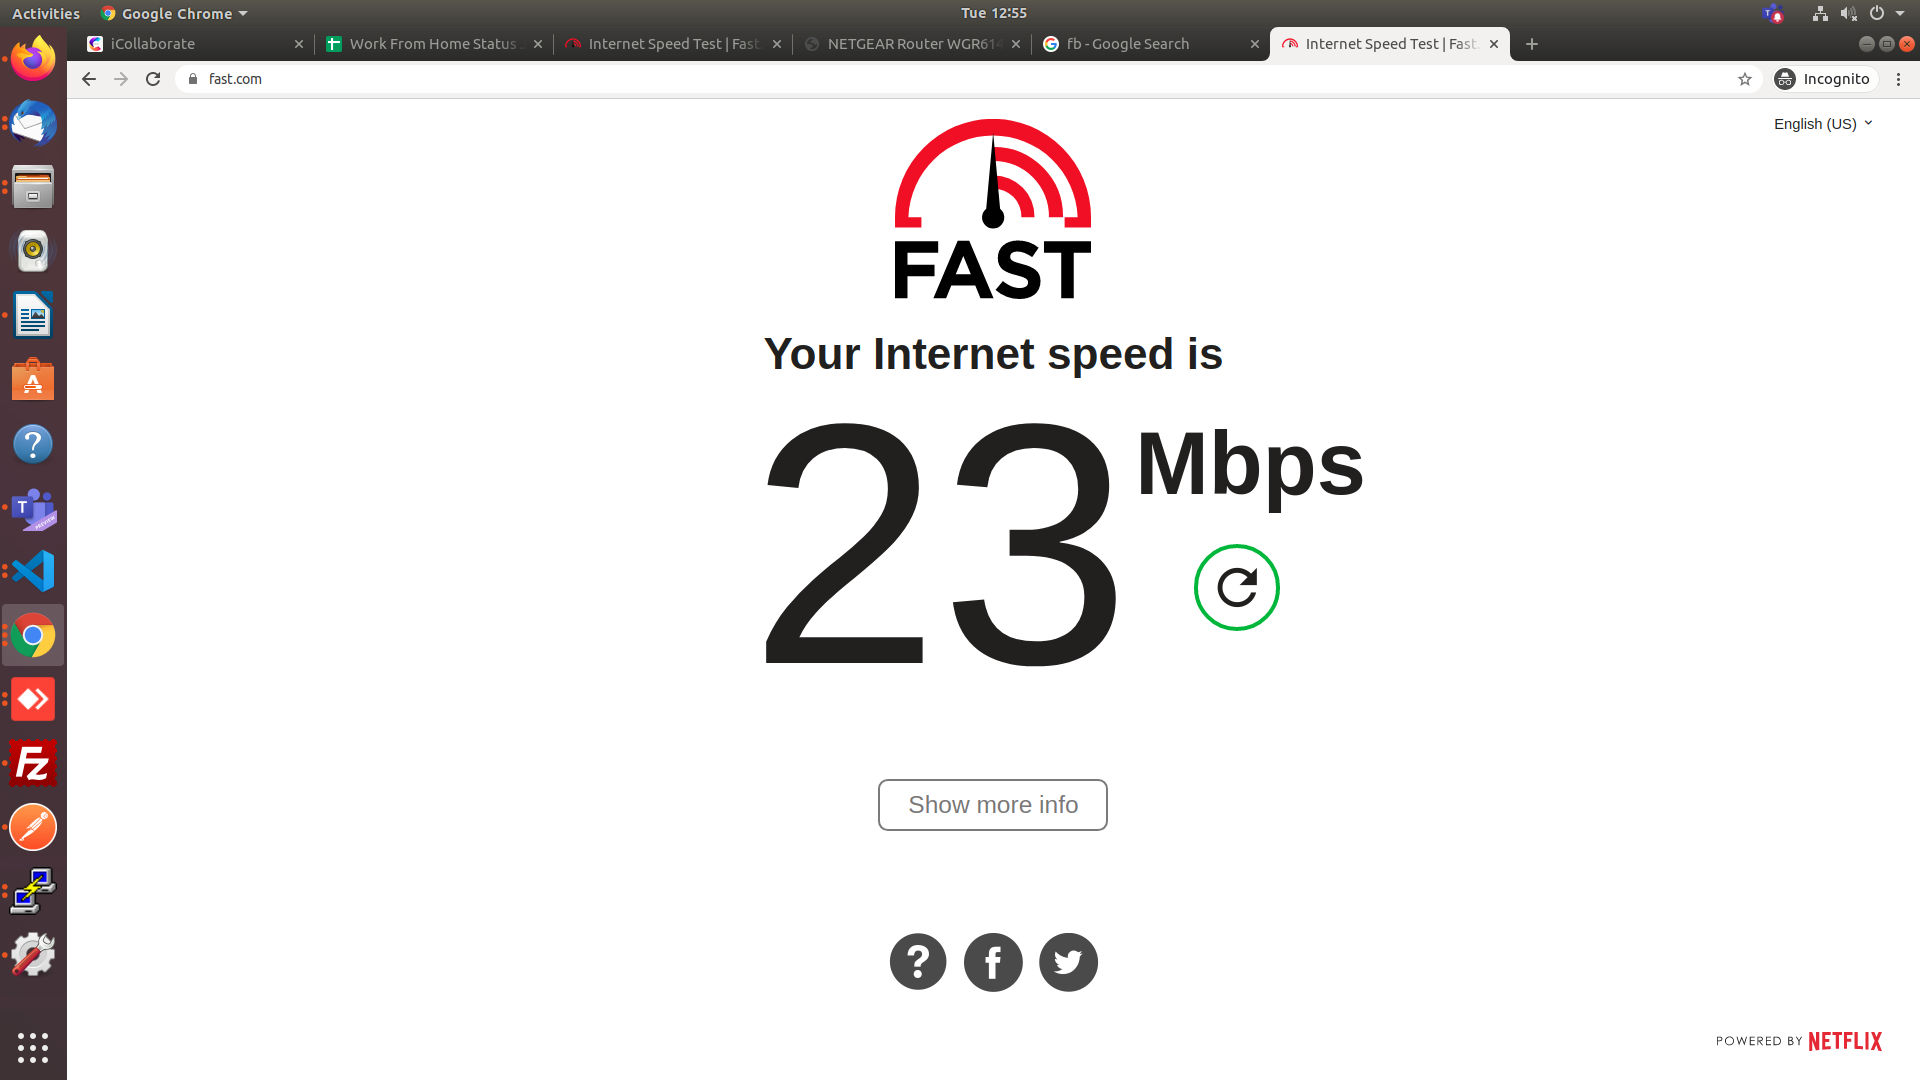 Activities
Google Chrome
Tue 12:55
iCollaborate
Work From Home Status
Internet Speed Test | Fast.
NETGEAR Router WGR614
fb - Google Search
Internet Speed Test | Fast.
fast.com
Incognito
English (US)
FAST
Your Internet speed is
23 Mbps
Show more info
POWERED BY NETFLIX